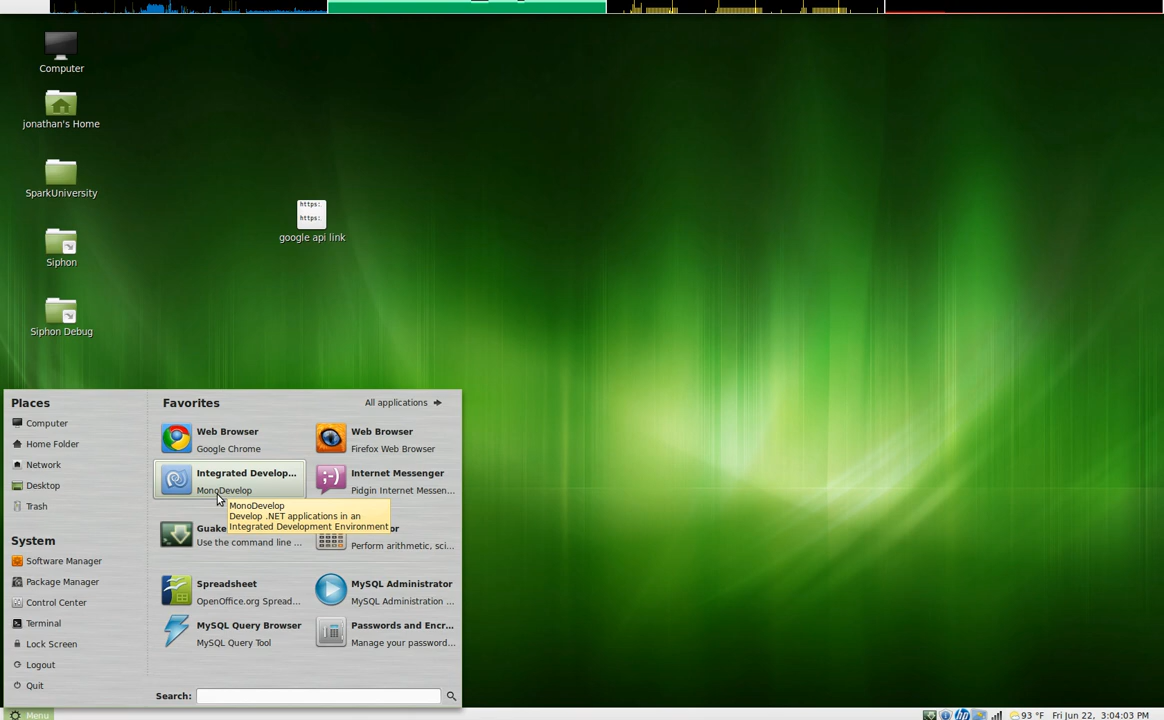 Computer
jonathan's Home
SparkUniversity
Siphon
Siphon Debug
https:
https:
google api link
Places
Computer
Home Folder
Network
Desktop
Trash
System
Software Manager
Package Manager
Control Center
Terminal
Lock Screen
Logout
Quit
Favorites
All applications
Web Browser
Google Chrome
Web Browser
Firefox Web Browser
Integrated Develop...
MonoDevelop
Internet Messenger
Pidgin Internet Messen...
MonoDevelop
Develop .NET applications in an
Integrated Development Environment
Guake
Use the command line ...
Perform arithmetic, sci...
Spreadsheet
OpenOffice.org Spread...
MySQL Administrator
MySQL Administration ...
MySQL Query Browser
MySQL Query Tool
Passwords and Encr...
Manage your password...
Search:
Menu
hp
93 °F
Fri Jun 22, 3:04:03 PM